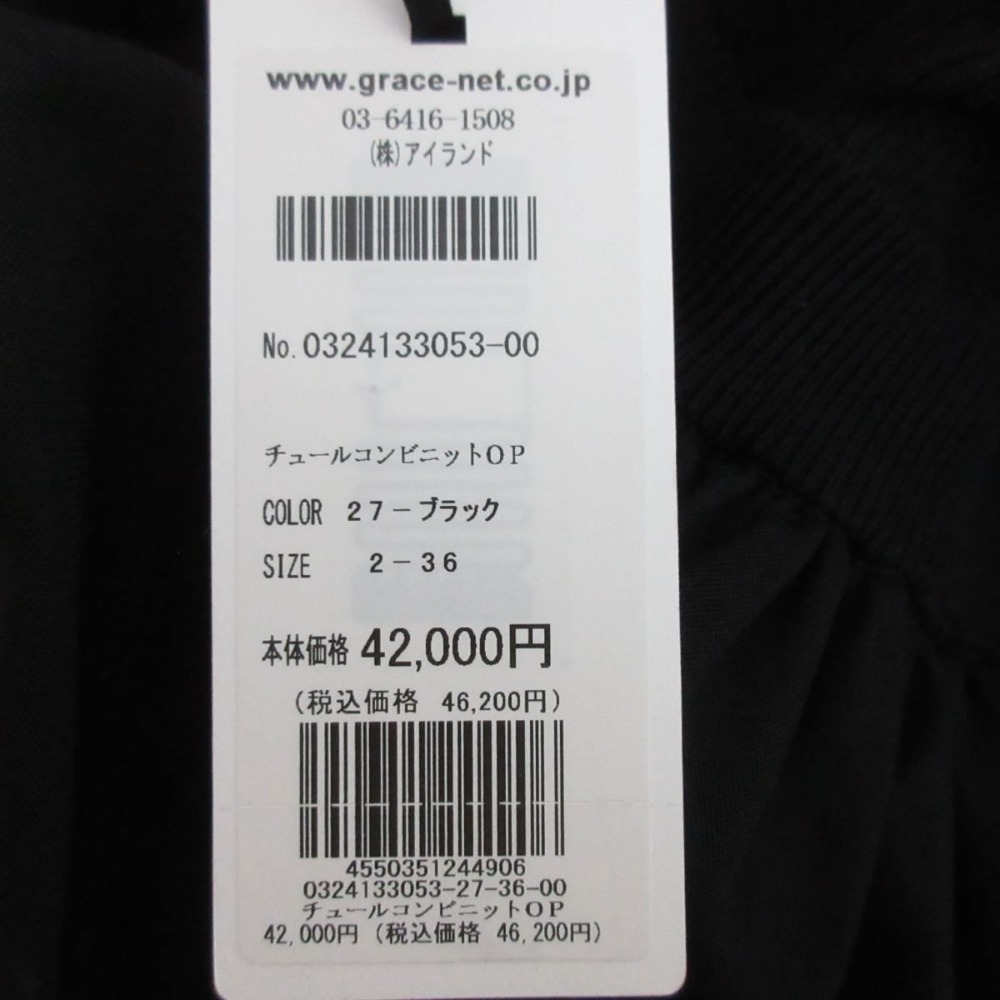 www.grace-net.co.jp
03-6416-1508
(株)アイランド
No.0324133053-00
チュールコンビニットOP
COLOR 27-ブラック
SIZE 2-36
本体価格 42,000円
(税込価格 46,200円)
4550351244906
0324133053-27-36-00
チュールコンビニットOP
42,000円 (税込価格 46,200円)